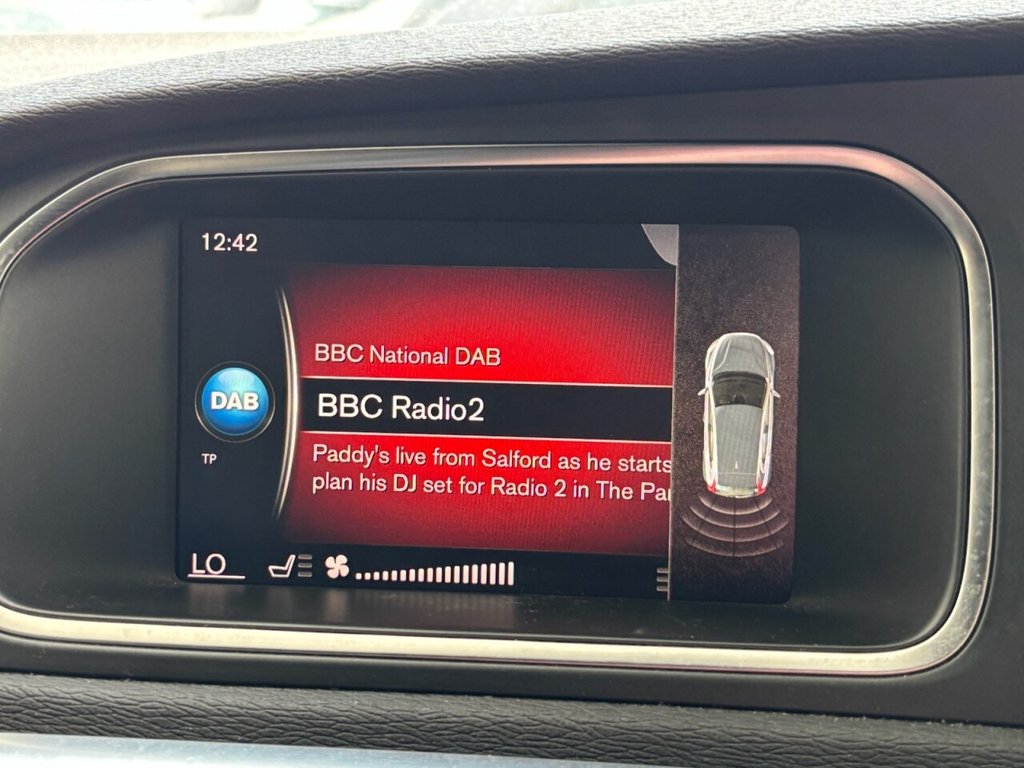 12:42
BBC National DAB
DAB
BBC Radio2
TP
Paddy's live from Salford as he starts
plan his DJ set for Radio 2 in The
LO